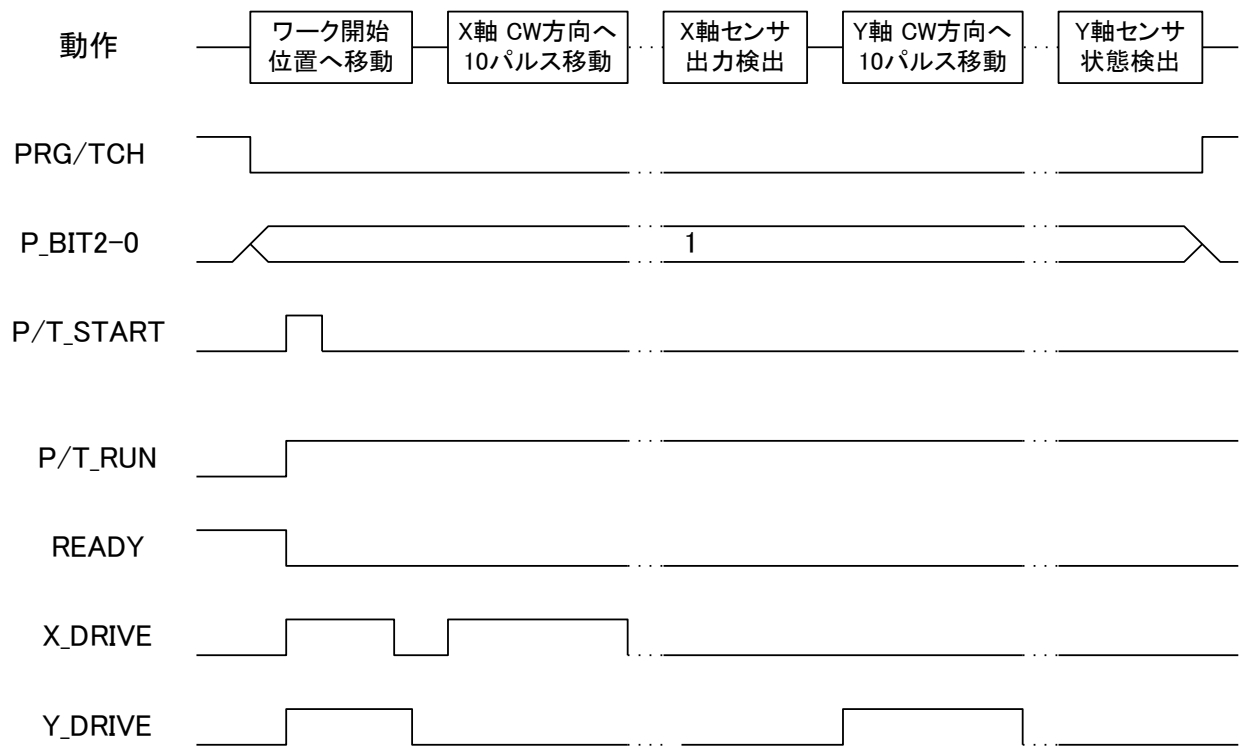 動作
ワーク開始
位置へ移動
X軸 CW方向へ
10パルス移動
X軸センサ
出力検出
Y軸 CW方向へ
10パルス移動
Y軸センサ
状態検出
PRG/TCH
P_BIT2-0
1
P/T_START
P/T_RUN
READY
X_DRIVE
Y_DRIVE